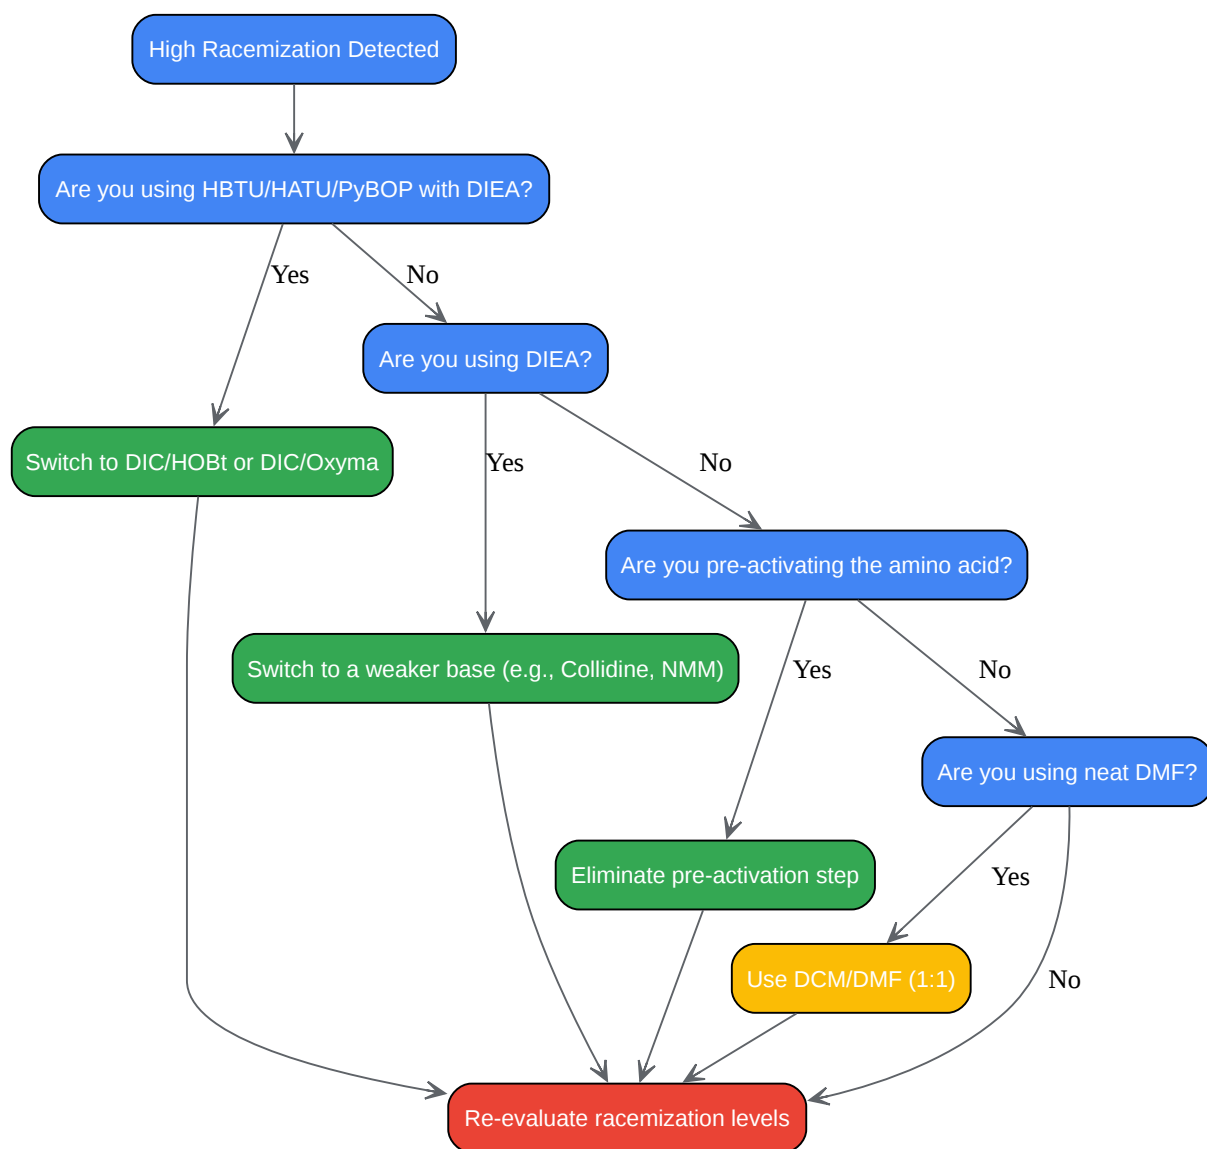 High Racemization Detected
Are you using HBTU/HATU/PyBOP with DIEA?
Yes
No
Are you using DIEA?
Switch to DIC/HOBt or DIC/Oxyma
Yes
No
Are you pre-activating the amino acid?
Switch to a weaker base (e.g., Collidine, NMM)
Yes
No
Are you using neat DMF?
Eliminate pre-activation step
Yes
Use DCM/DMF (1:1)
No
Re-evaluate racemization levels